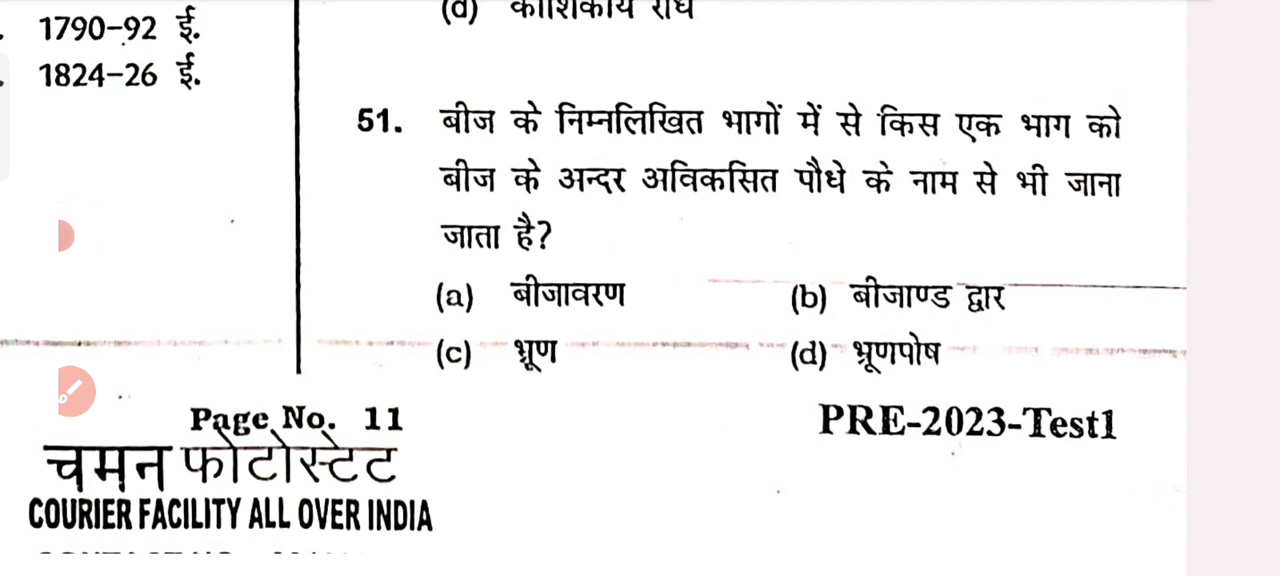 1790-92 ई.
1824-26 ई.
(d) कोशिकीय
51. बीज के निम्नलिखित भागों में से किस एक भाग को
बीज के अन्दर अविकसित पौधे के नाम से भी जाना
जाता है?
(a) बीजावरण (b) बीजाण्ड द्वार
(c) भ्रूण (d) भ्रूणपोष
Page No. 11
PRE-2023-Test1
चमन फोटोस्टेट
COURIER FACILITY ALL OVER INDIA